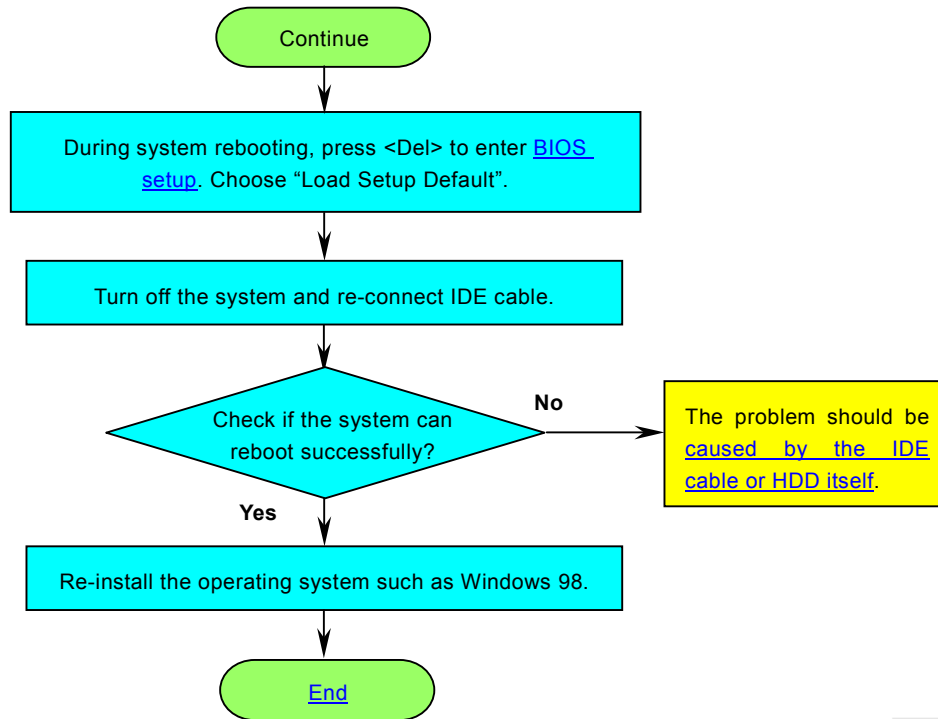 Continue
During system rebooting, press <Del> to enter BIOS
setup. Choose “Load Setup Default”.
Turn off the system and re-connect IDE cable.
Check if the system can
reboot successfully?
No
The problem should be
caused by the IDE
cable or HDD itself.
Yes
Re-install the operating system such as Windows 98.
End